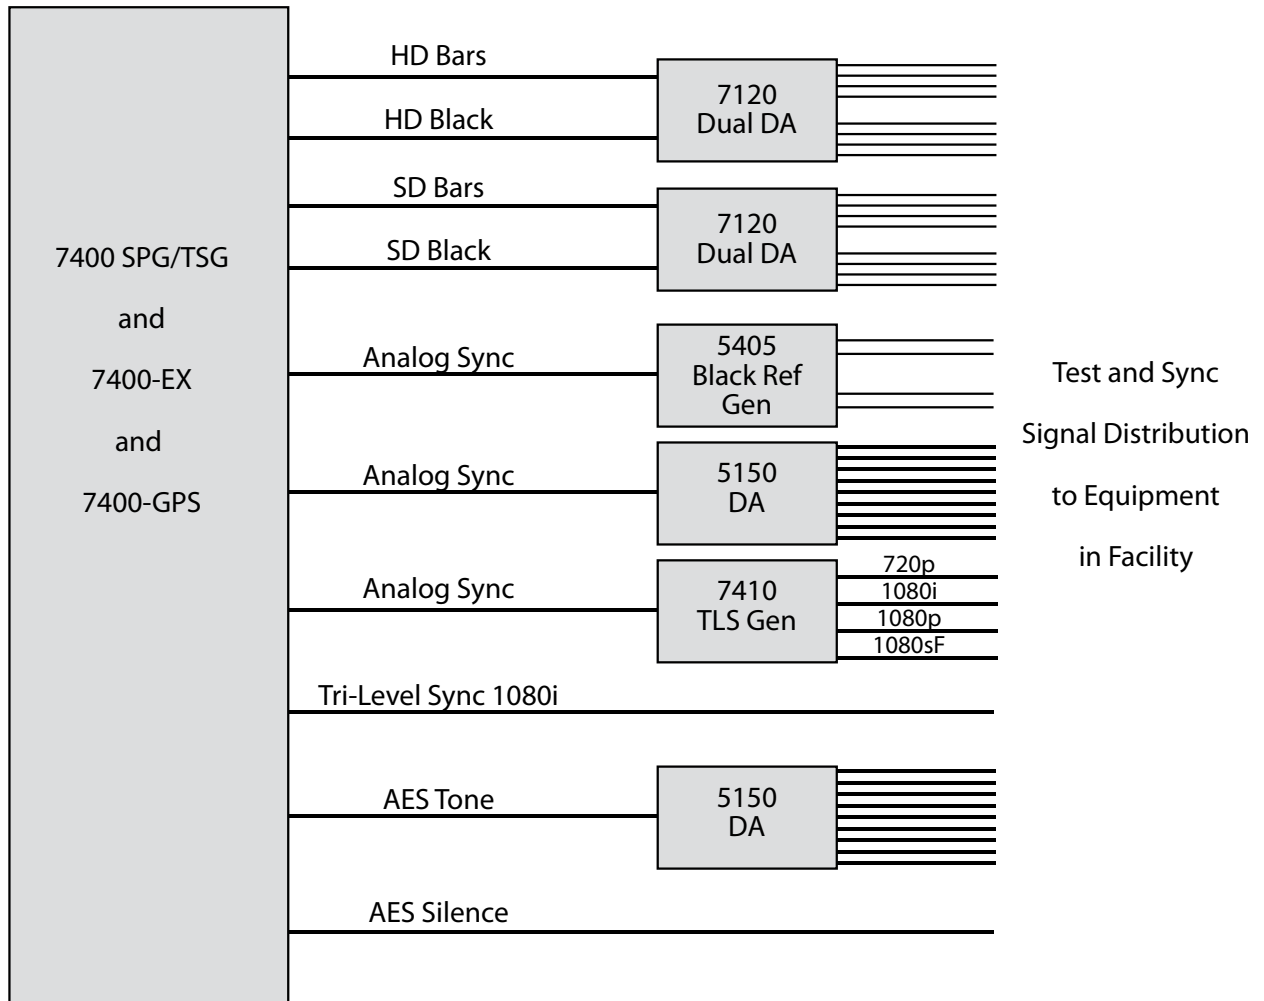 HD Bars
HD Black
7120
Dual DA
SD Bars
SD Black
7120
Dual DA
7400 SPG/TSG
and
7400-EX
and
7400-GPS
Analog Sync
5405
Black Ref
Gen
Analog Sync
5150
DA
Analog Sync
7410
TLS Gen
720p
1080i
1080p
1080sF
Tri-Level Sync 1080i
AES Tone
5150
DA
AES Silence
Test and Sync
Signal Distribution
to Equipment
in Facility